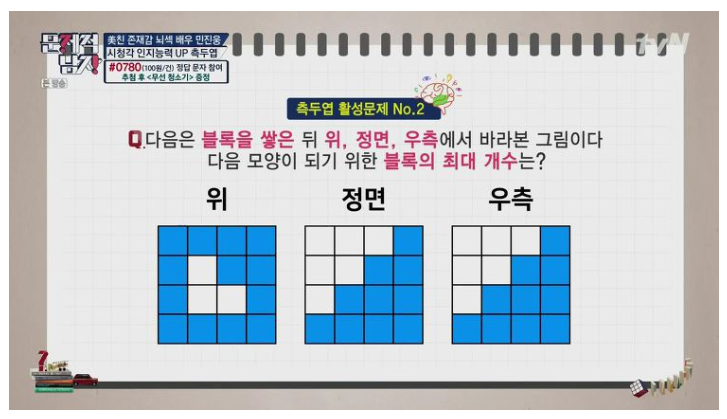 문제적 남자
본 방송
美친 존재감 뇌섹 배우 민진웅
시청각 인지능력 UP 측두엽
#0780(100원/건) 정답 문자 참여
추첨 후 <무선 청소기> 증정
tvN
측두엽 활성문제 No.2
Q.다음은 블록을 쌓은 뒤 위, 정면, 우측에서 바라본 그림이다
다음 모양이 되기 위한 블록의 최대 개수는?
위 정면 우측